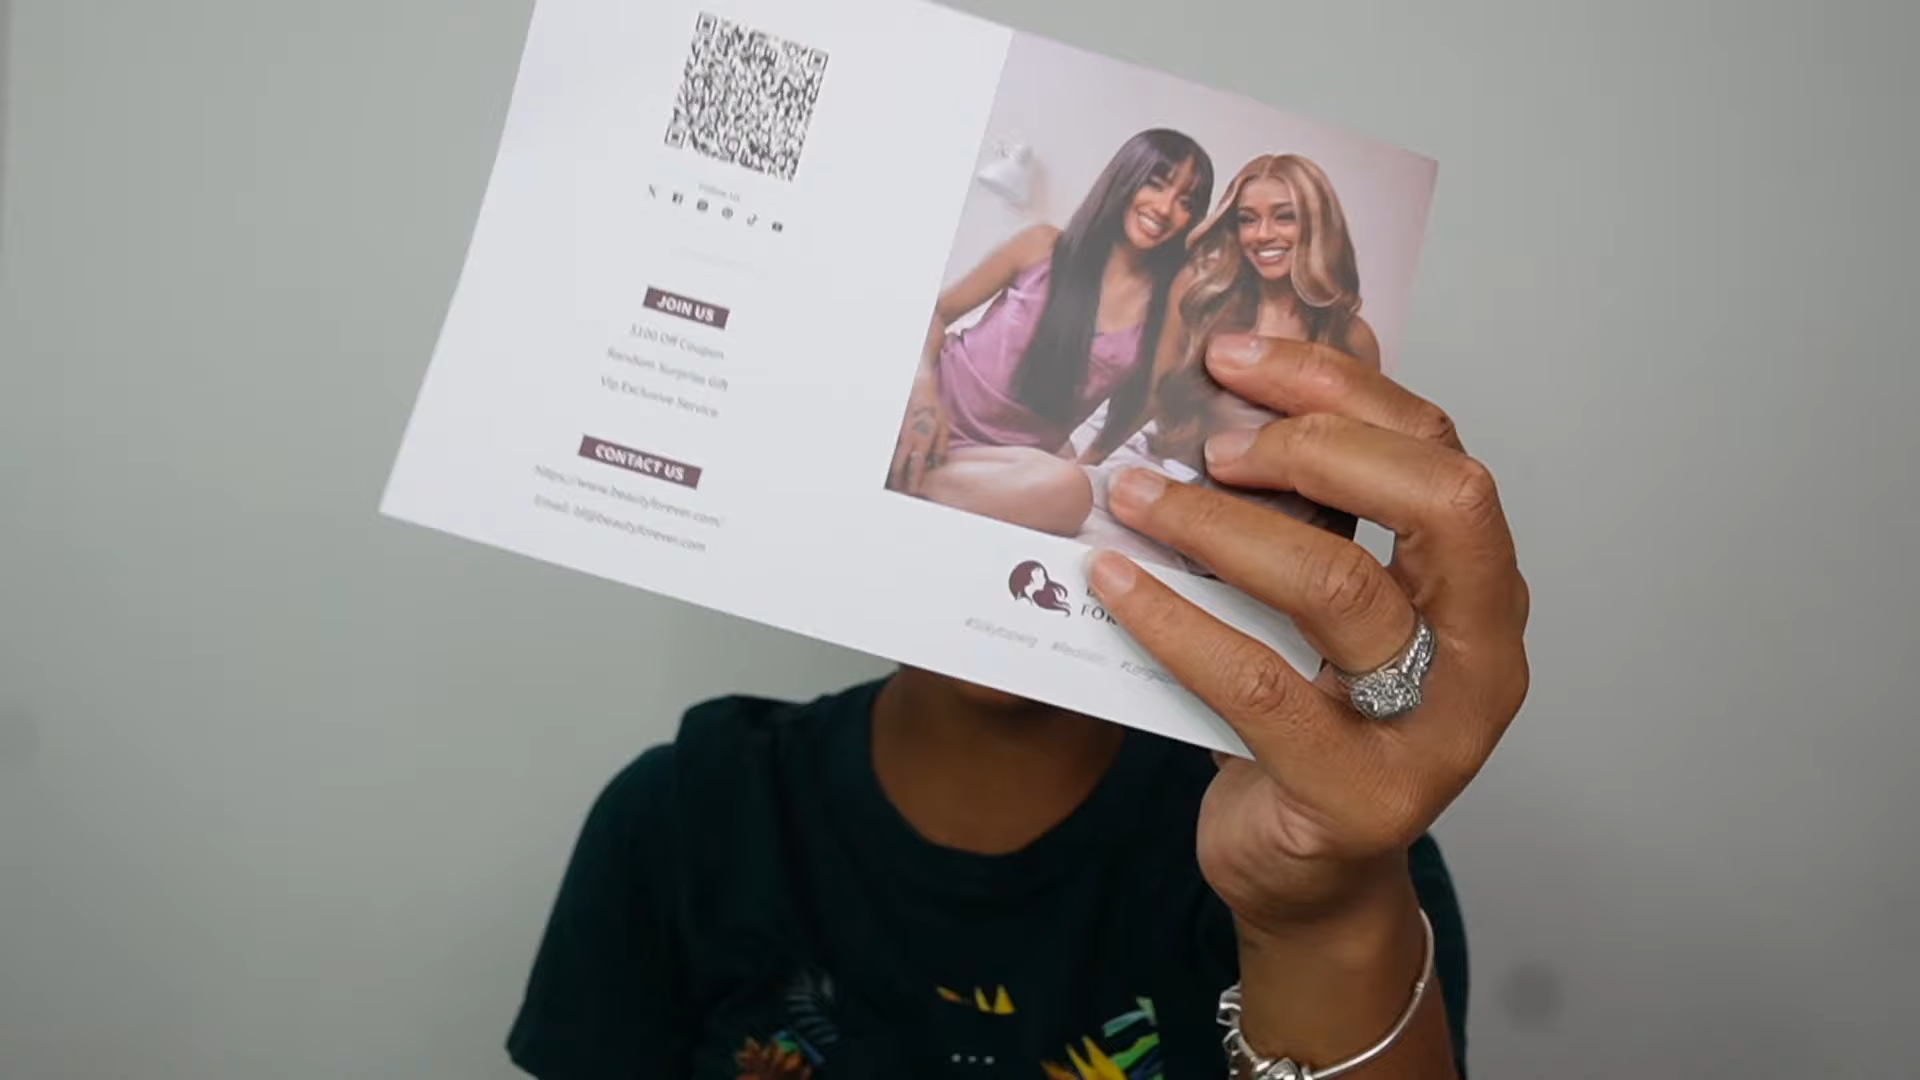 Follow Us
JOIN US
$100 Off Coupon
Random Surprise Gift
Vip Exclusive Service
CONTACT US
https://www.beautyforever.com/
Email: bf@beautyforever.com